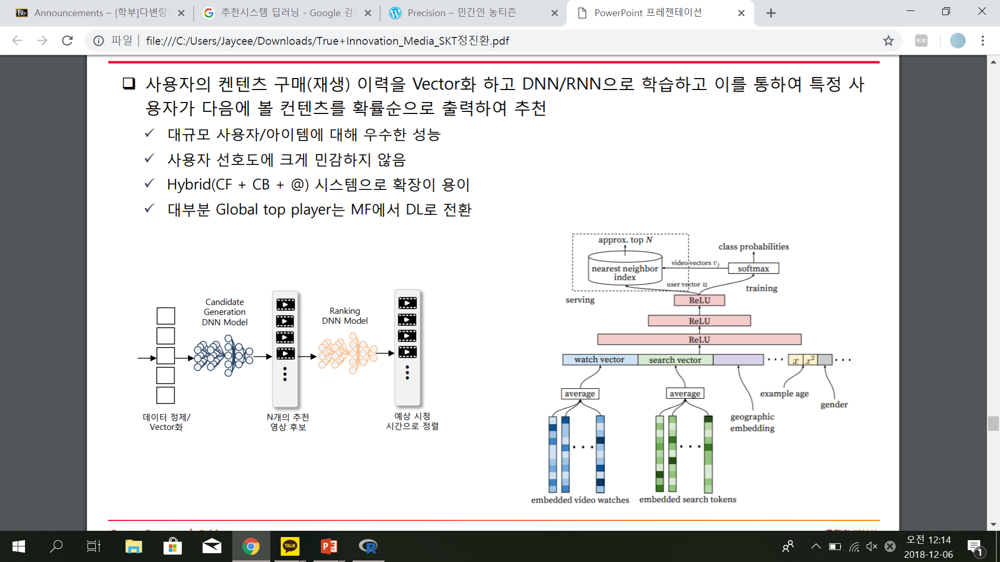 Announcements – [학부]다변량
추천시스템 딥러닝 - Google 검
Precision – 민간인 농티즌
PowerPoint 프레젠테이션
파일
file:///C:/Users/Jaycee/Downloads/True+Innovation_Media_SKT정진환.pdf
EX
사용자의 켄텐츠 구매(재생) 이력을 Vector화 하고 DNN/RNN으로 학습하고 이를 통하여 특정 사
용자가 다음에 볼 컨텐츠를 확률순으로 출력하여 추천
대규모 사용자/아이템에 대해 우수한 성능
사용자 선호도에 크게 민감하지 않음
Hybrid(CF + CB + @) 시스템으로 확장이 용이
대부분 Global top player는 MF에서 DL로 전환
Candidate
Generation
DNN Model
Ranking
DNN Model
데이터 정제/
Vector화
N개의 추천
영상 후보
예상 시청
시간으로 정렬
approx. top N
class probabilities
nearest neighbor
index
video vectors vj
softmax
user vector u
training
serving
ReLU
ReLU
ReLU
watch vector
search vector
x
x²
average
average
example age
gender
geographic
embedding
embedded video watches
embedded search tokens
TALK
오전 12:14
2018-12-06
1